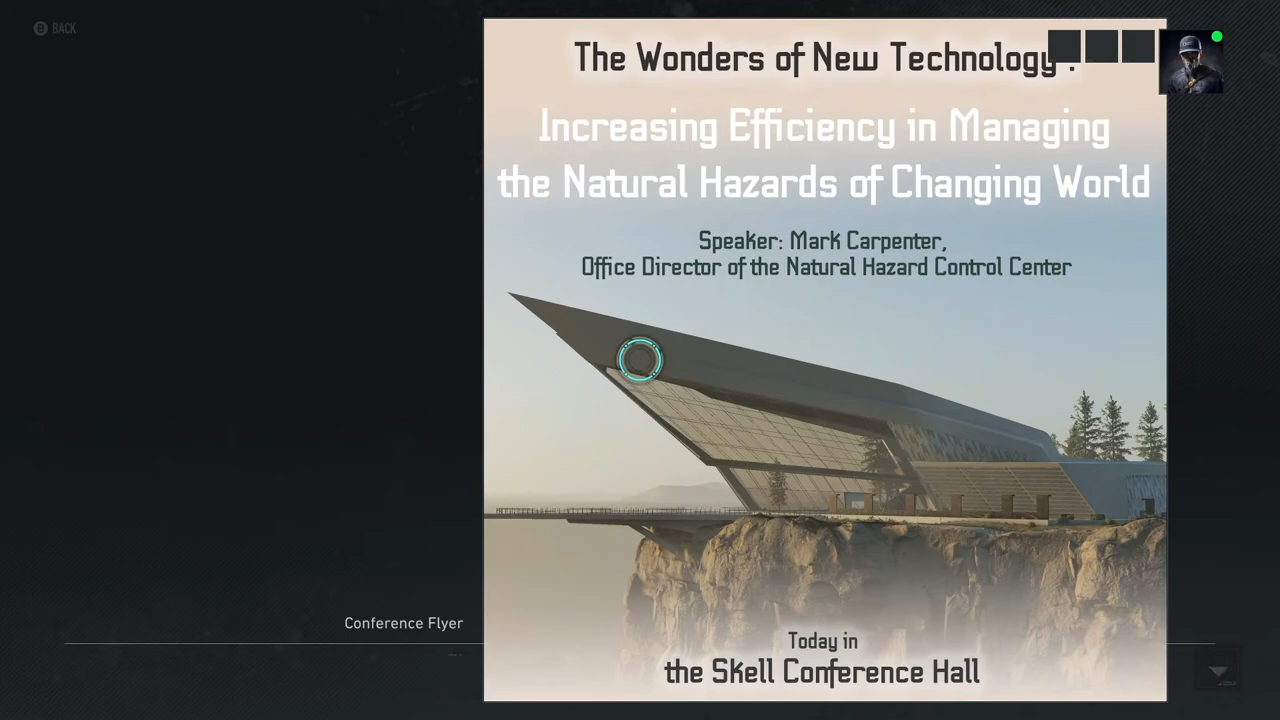 BACK
The Wonders of New Technology :
Increasing Efficiency in Managing
the Natural Hazards of Changing World
Speaker: Mark Carpenter,
Office Director of the Natural Hazard Control Center
Conference Flyer
Today in
the Skell Conference Hall